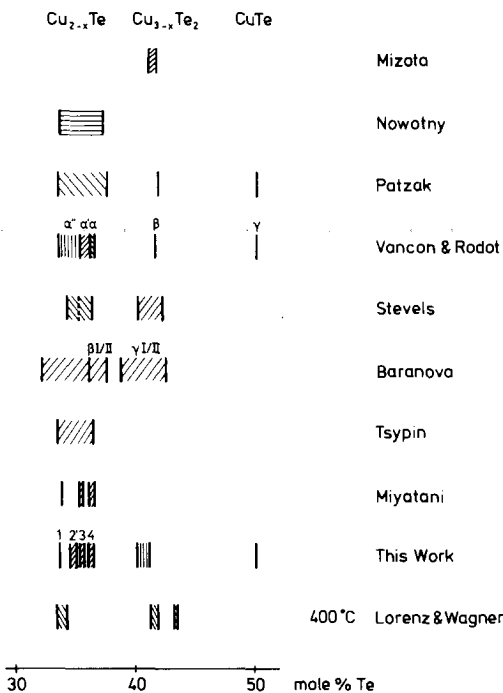 Cu₂₋ₓTe Cu₃₋ₓTe₂ CuTe
Mizota
Nowotny
Patzak
α'' α' α β γ
Vancon & Rodot
Stevels
βI/II γI/II
Baranova
Tsypin
Miyatani
1 2' 3 4
This Work
400°C Lorenz & Wagner
30 40 50 mole % Te